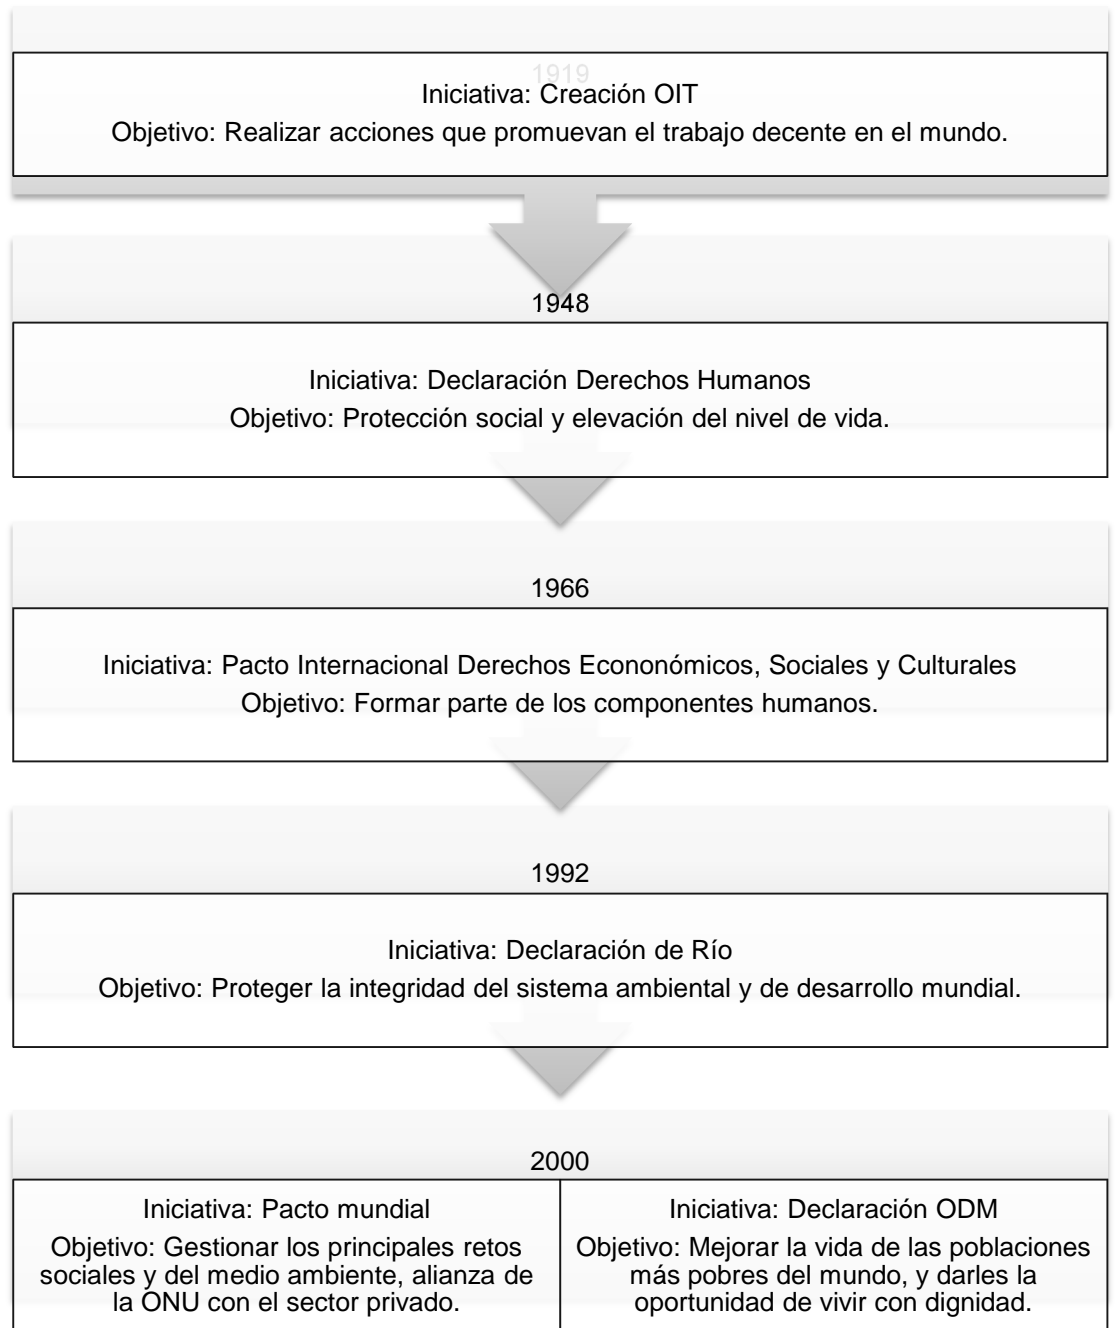 1919
Iniciativa: Creación OIT
Objetivo: Realizar acciones que promuevan el trabajo decente en el mundo.
1948
Iniciativa: Declaración Derechos Humanos
Objetivo: Protección social y elevación del nivel de vida.
1966
Iniciativa: Pacto Internacional Derechos Econonómicos, Sociales y Culturales
Objetivo: Formar parte de los componentes humanos.
1992
Iniciativa: Declaración de Río
Objetivo: Proteger la integridad del sistema ambiental y de desarrollo mundial.
2000
Iniciativa: Pacto mundial
Objetivo: Gestionar los principales retos
sociales y del medio ambiente, alianza de
la ONU con el sector privado.
Iniciativa: Declaración ODM
Objetivo: Mejorar la vida de las poblaciones
más pobres del mundo, y darles la
oportunidad de vivir con dignidad.